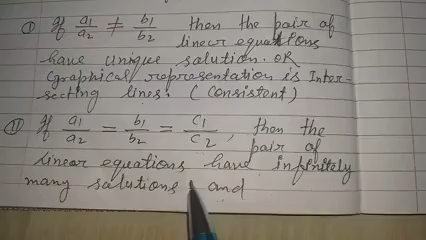 ① If a₁/a₂ ≠ b₁/b₂ then the pair of
linear equations
have unique solution. OR
Graphical representation is Inter-
secting lines. (Consistent)
⑪ If a₁/a₂ = b₁/b₂ = c₁/c₂, then the
pair of
linear equations have infinitely
many solutions and